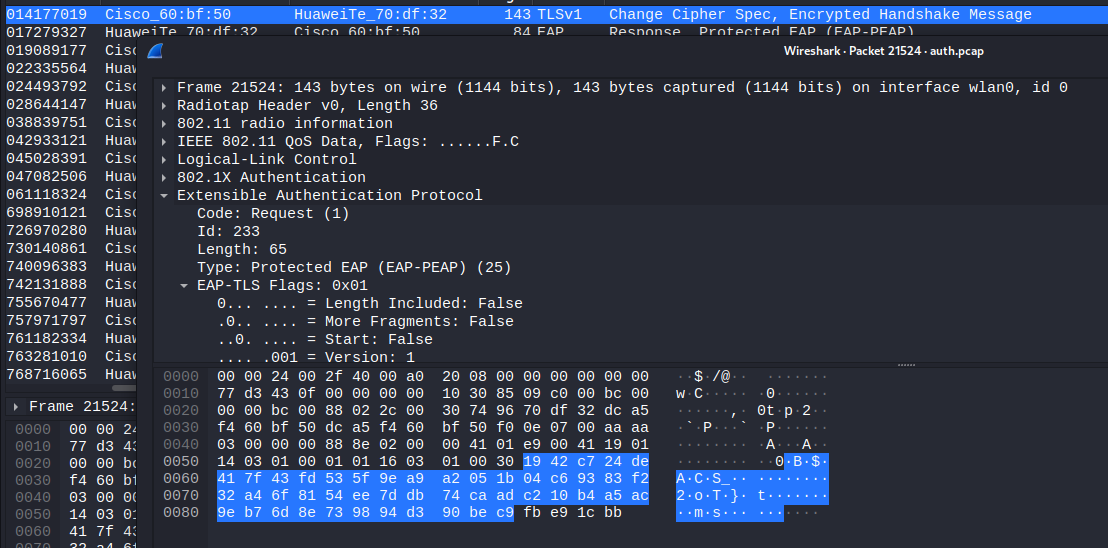 014177019 Cisco_60:bf:50 HuaweiTe_70:df:32 143 TLSv1 Change Cipher Spec, Encrypted Handshake Message
017279327 HuaweiTe_70:df:32 Cisco_60:bf:50 84 EAP Response, Protected EAP (EAP-PEAP)
019089177 Cisc
022335564 Huaw
024493792 Cisc
028644147 Huaw
038839751 Cisc
042933121 Huaw
045028391 Cisc
047082506 Huaw
061118324 Cisc
698910121 Cisc
726970280 Huaw
730140861 Cisc
740096383 Huaw
742131888 Cisc
755670477 Huaw
757971797 Cisc
761182334 Huaw
763281010 Cisc
768716065 Huaw
Frame 21524:
0000 00 00 24
0010 77 d3 43
0020 00 00 bc
0030 f4 60 bf
0040 03 00 00
0050 14 03 01
0060 41 7f 43
0070 32 a4 6f
Wireshark · Packet 21524 · auth.pcap
Frame 21524: 143 bytes on wire (1144 bits), 143 bytes captured (1144 bits) on interface wlan0, id 0
Radiotap Header v0, Length 36
802.11 radio information
IEEE 802.11 QoS Data, Flags: ......F.C
Logical-Link Control
802.1X Authentication
Extensible Authentication Protocol
Code: Request (1)
Id: 233
Length: 65
Type: Protected EAP (EAP-PEAP) (25)
EAP-TLS Flags: 0x01
0... .... = Length Included: False
.0.. .... = More Fragments: False
..0. .... = Start: False
.... .001 = Version: 1
0000 00 00 24 00 2f 40 00 a0 20 08 00 00 00 00 00 00 ··$·/@·· ·······
0010 77 d3 43 0f 00 00 00 00 10 30 85 09 c0 00 bc 00 w·C····· ·0······
0020 00 00 bc 00 88 02 2c 00 30 74 96 70 df 32 dc a5 ······,· 0t·p·2··
0030 f4 60 bf 50 dc a5 f4 60 bf 50 f0 0e 07 00 aa aa ·`·P···` ·P······
0040 03 00 00 00 88 8e 02 00 00 41 01 e9 00 41 19 01 ········ ·A···A··
0050 14 03 01 00 01 01 16 03 01 00 30 19 42 c7 24 de ········ ··0·B·$·
0060 41 7f 43 fd 53 5f 9e a9 a2 05 1b 04 c6 93 83 f2 A·C·S_·· ········
0070 32 a4 6f 81 54 ee 7d db 74 ca ad c2 10 b4 a5 ac 2·o·T·}· t·······
0080 9e b6 6d 8e 73 98 94 d3 90 be c9 fb e9 1c bb ··m·s··· ·······